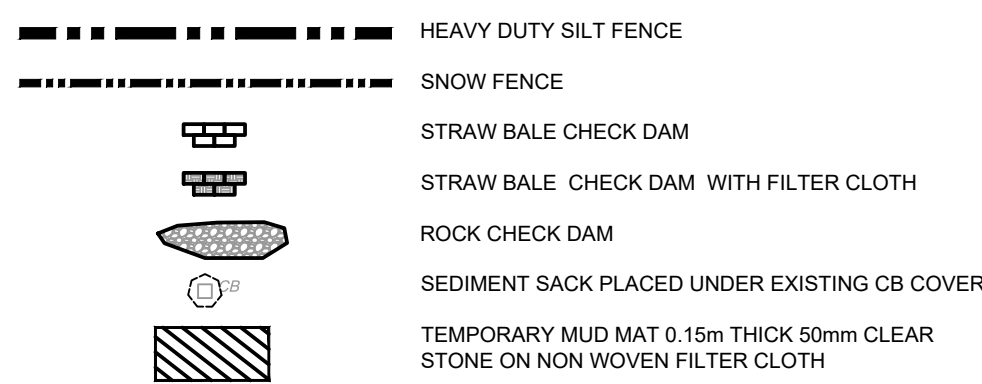 HEAVY DUTY SILT FENCE
SNOW FENCE
STRAW BALE CHECK DAM
STRAW BALE CHECK DAM WITH FILTER CLOTH
ROCK CHECK DAM
CB
SEDIMENT SACK PLACED UNDER EXISTING CB COVER
TEMPORARY MUD MAT 0.15m THICK 50mm CLEAR
STONE ON NON WOVEN FILTER CLOTH